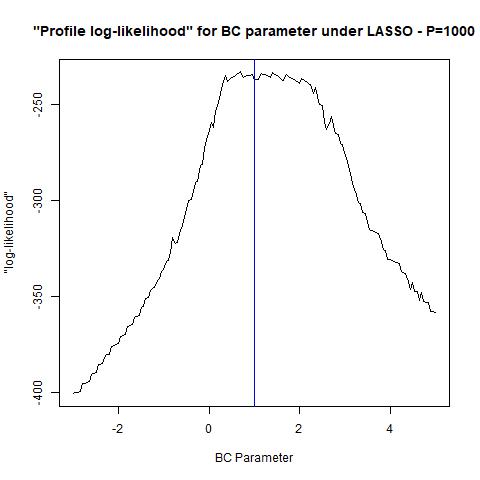 "Profile log-likelihood" for BC parameter under LASSO - P=1000
"log-likelihood"
-250
-300
-350
-400
-2
0
2
4
BC Parameter